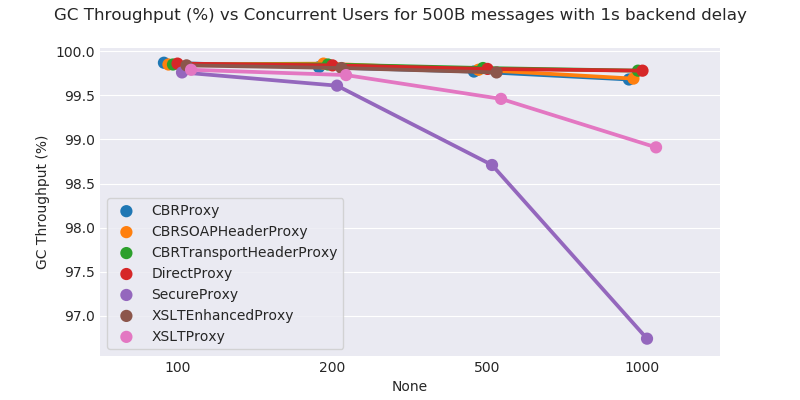 GC Throughput (%) vs Concurrent Users for 500B messages with 1s backend delay
100.0
99.5
99.0
98.5
98.0
97.5
97.0
GC Throughput (%)
CBRProxy
CBRSOAPHeaderProxy
CBRTransportHeaderProxy
DirectProxy
SecureProxy
XSLTEnhancedProxy
XSLTProxy
100 200 500 1000
None